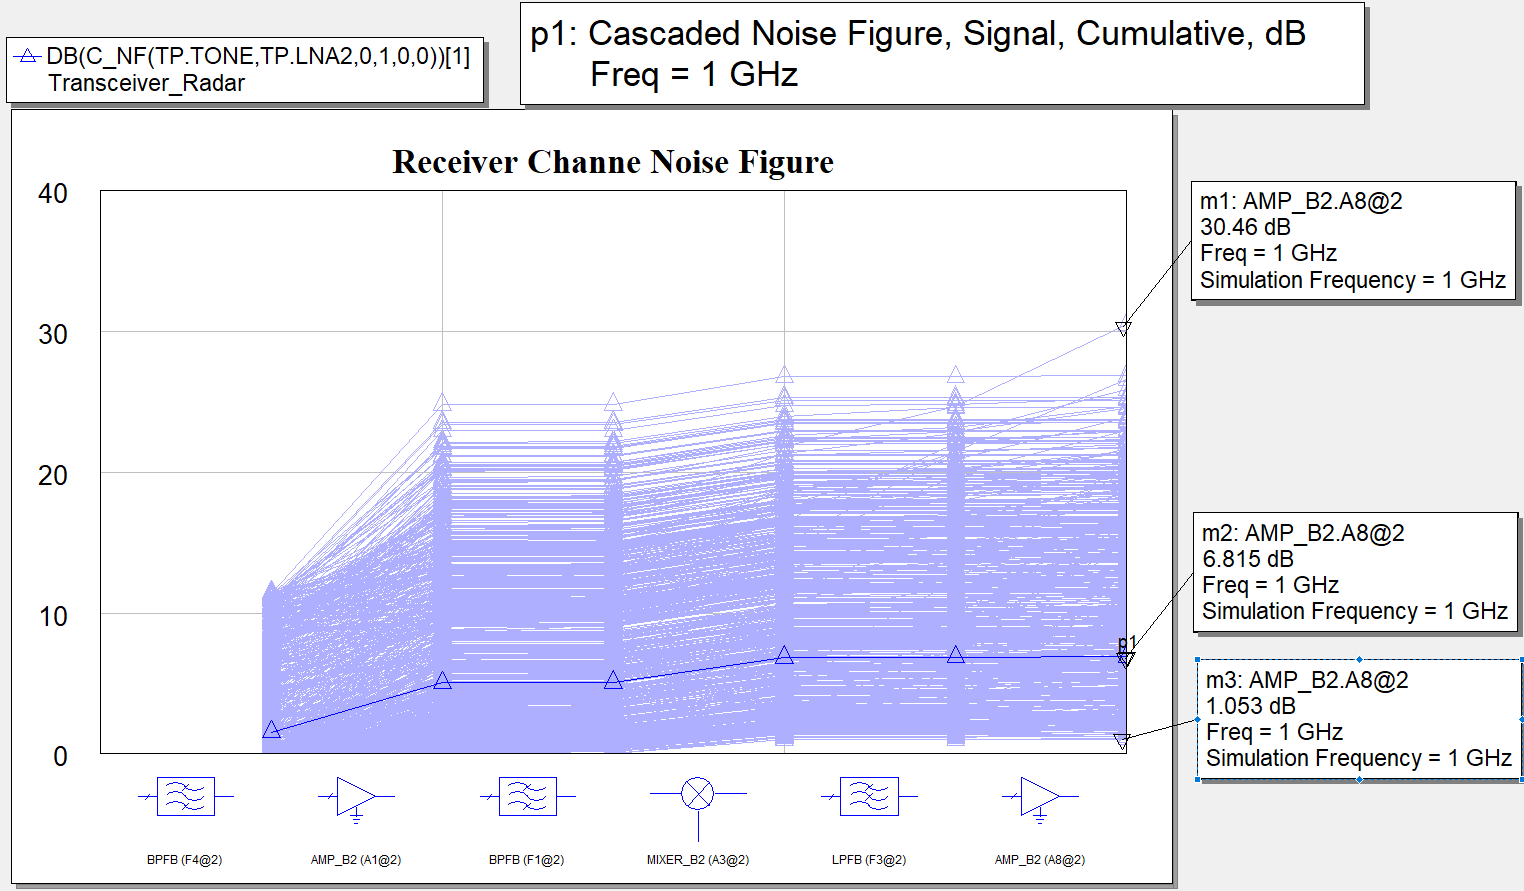 p1: Cascaded Noise Figure, Signal, Cumulative, dB
Freq = 1 GHz
DB(C_NF(TP.TONE,TP.LNA2,0,1,0,0))[1]
Transceiver_Radar
Receiver Channe Noise Figure
40
30
20
10
0
m1: AMP_B2.A8@2
30.46 dB
Freq = 1 GHz
Simulation Frequency = 1 GHz
m2: AMP_B2.A8@2
6.815 dB
Freq = 1 GHz
Simulation Frequency = 1 GHz
p1
m3: AMP_B2.A8@2
1.053 dB
Freq = 1 GHz
Simulation Frequency = 1 GHz
BPFB (F4@2)
AMP_B2 (A1@2)
BPFB (F1@2)
MIXER_B2 (A3@2)
LPFB (F3@2)
AMP_B2 (A8@2)